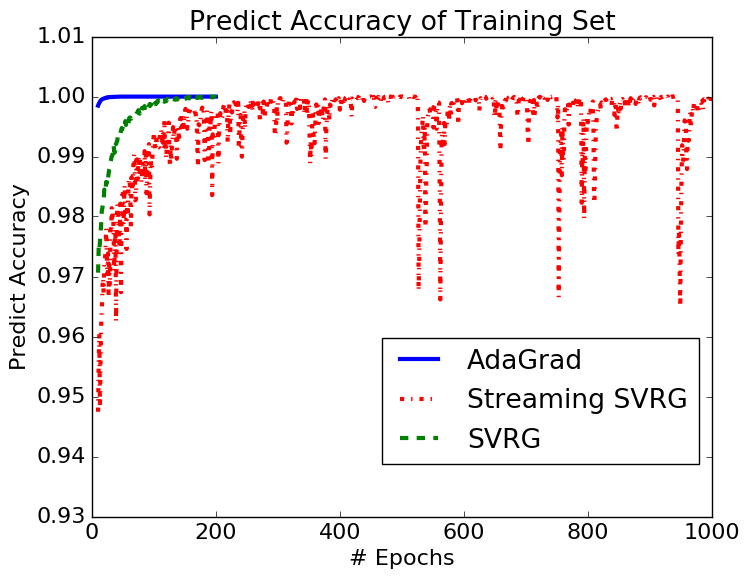 Predict Accuracy of Training Set
1.01
1.00
0.99
0.98
0.97
0.96
0.95
0.94
0.93
Predict Accuracy
AdaGrad
Streaming SVRG
SVRG
0
200
400
600
800
1000
# Epochs